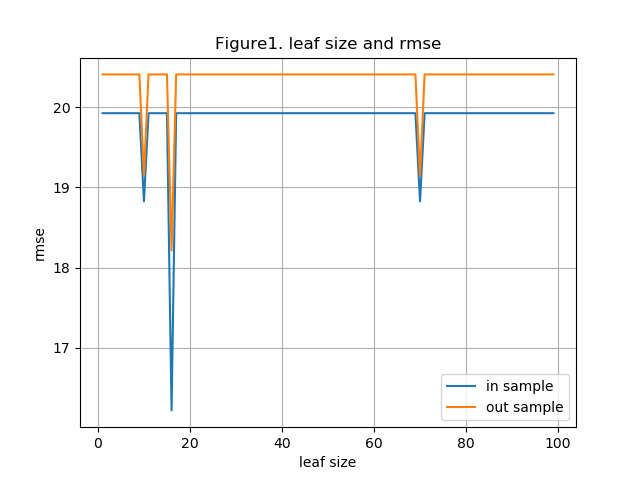 Figure1. leaf size and rmse
rmse
20
19
18
17
0 20 40 60 80 100
leaf size
in sample
out sample